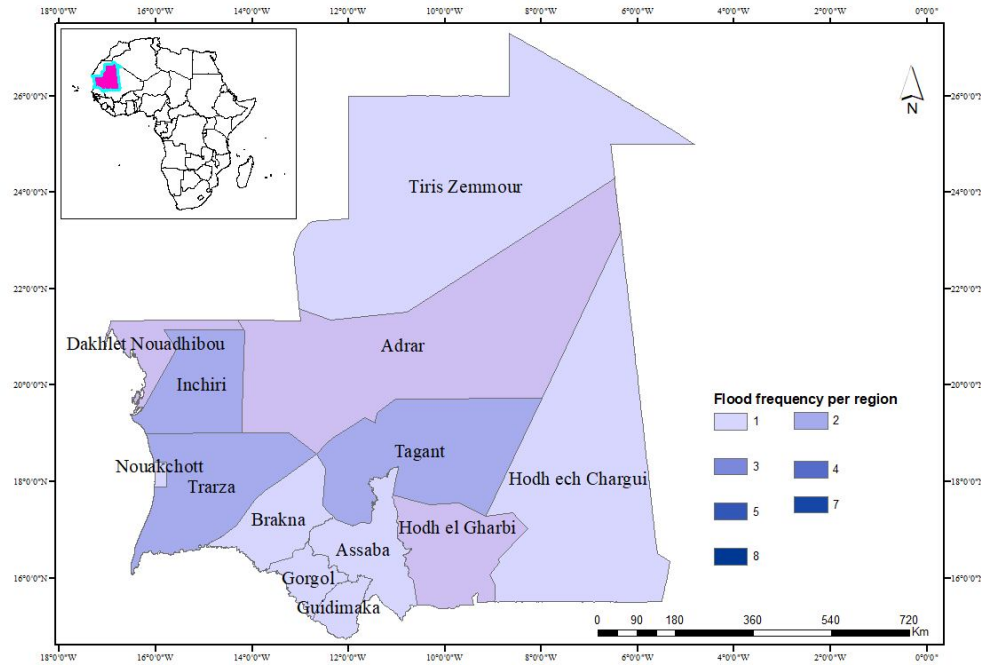 18°0'0"W 16°0'0"W 14°0'0"W 12°0'0"W 10°0'0"W 8°0'0"W 6°0'0"W 4°0'0"W 2°0'0"W 0°0'0"
N
26°0'0"N 26°0'0"N
24°0'0"N 24°0'0"N
Tiris Zemmour
22°0'0"N 22°0'0"N
Dakhlet Nouadhibou
Adrar
Inchiri
20°0'0"N 20°0'0"N
Flood frequency per region
1 2
3 4
5 7
8
Tagant
Nouakchott
Hodh ech Chargui
18°0'0"N 18°0'0"N
Trarza
Brakna
Hodh el Gharbi
Assaba
16°0'0"N 16°0'0"N
Gorgol
Guidimaka
0 90 180 360 540 720
Km
18°0'0"W 16°0'0"W 14°0'0"W 12°0'0"W 10°0'0"W 8°0'0"W 6°0'0"W 4°0'0"W 2°0'0"W 0°0'0"